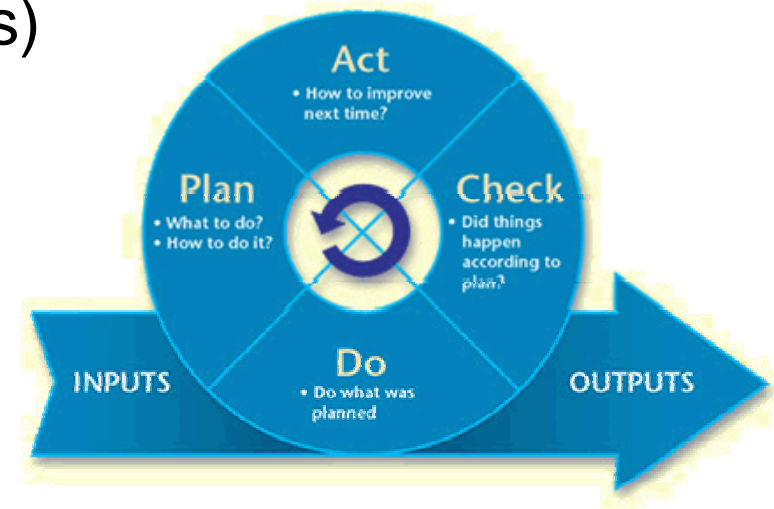 s)
Act
• How to improve
next time?
Plan
• What to do?
• How to do it?
Check
• Did things
happen
according to
plan?
Do
• Do what was
planned
INPUTS
OUTPUTS